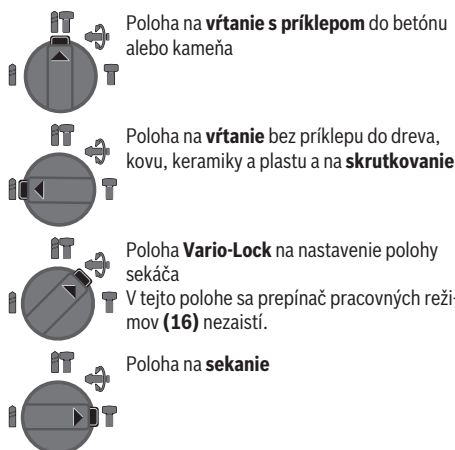 Poloha na vŕtanie s príklepom do betónu
alebo kameňa
Poloha na vŕtanie bez príklepu do dreva,
kovu, keramiky a plastu a na skrutkovanie
Poloha Vario-Lock na nastavenie polohy
sekáča
V tejto polohe sa prepínač pracovných reži-
mov (16) nezaistí.
Poloha na sekanie